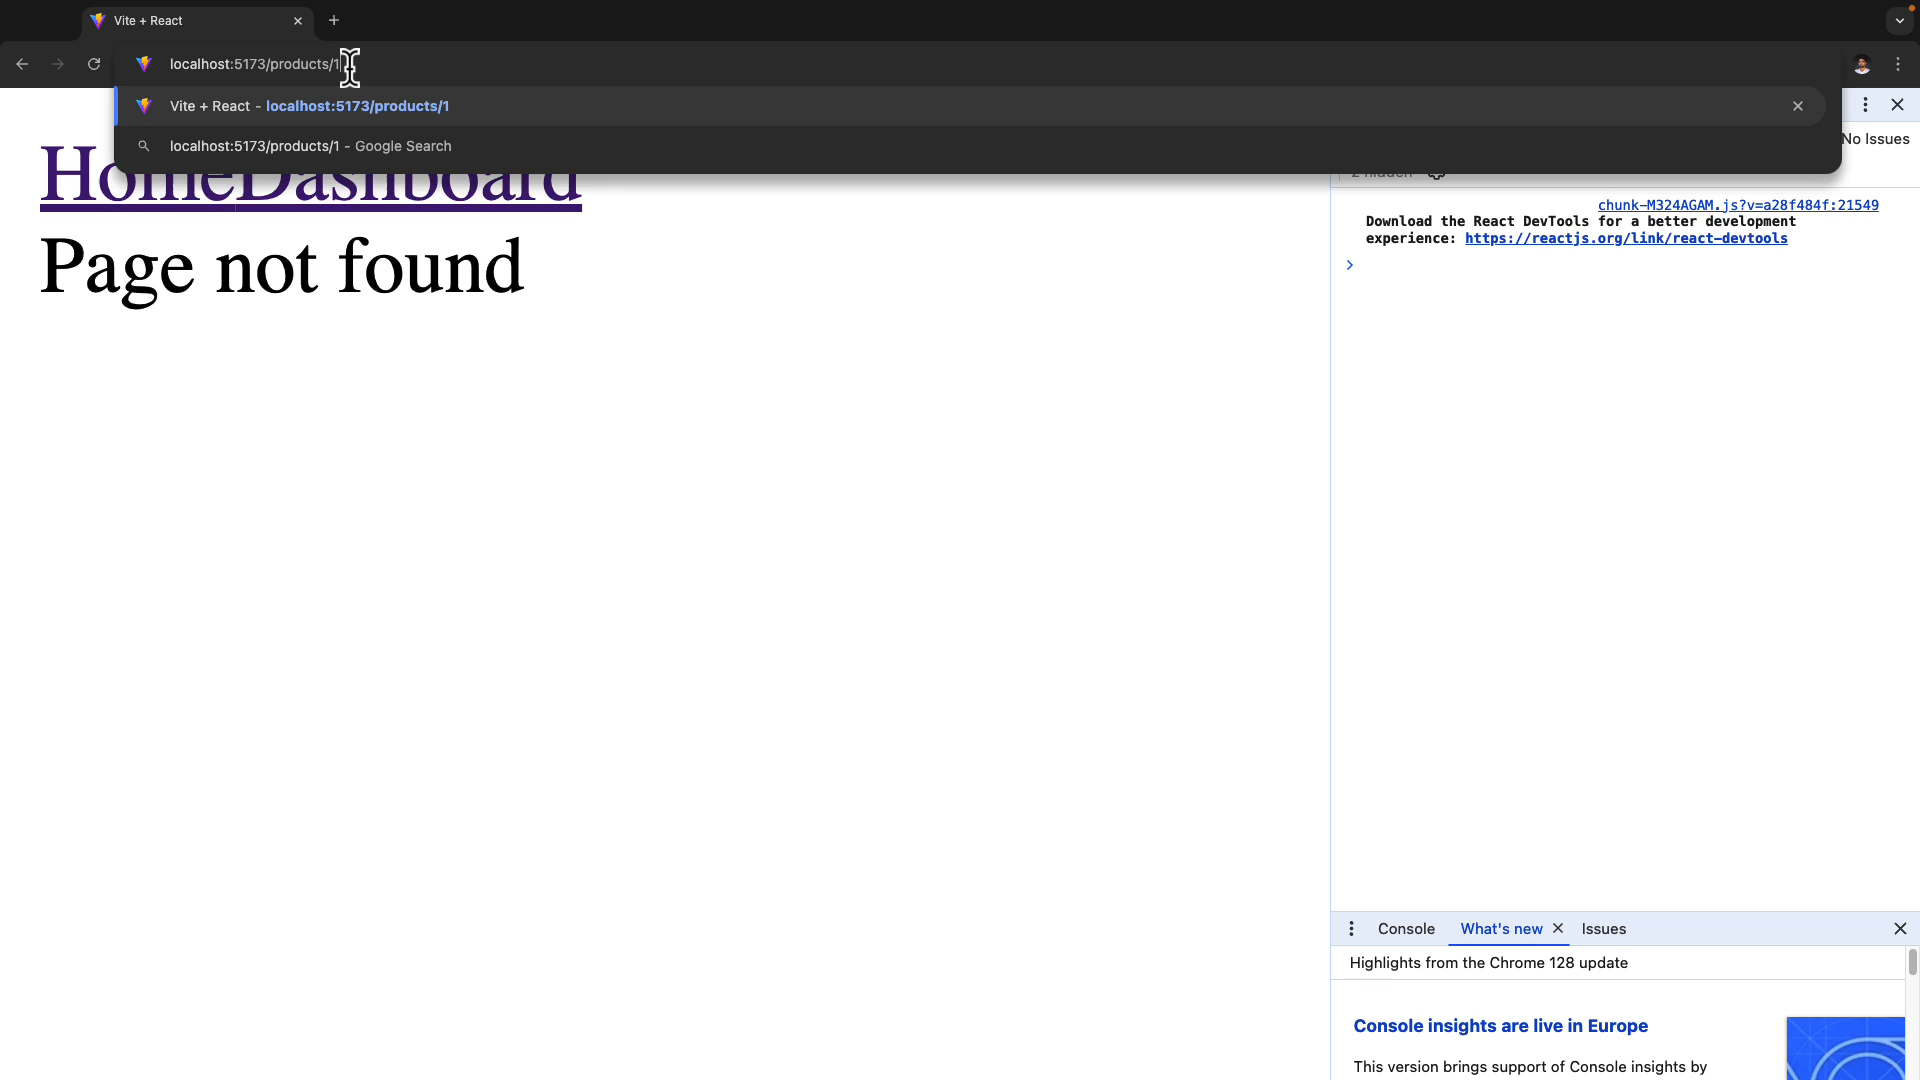 Vite + React
localhost:5173/products/1
Vite + React - localhost:5173/products/1
localhost:5173/products/1 - Google Search
No Issues
HomeDashboard
2 hidden
Page not found
chunk-M324AGAM.js?v=a28f484f:21549
Download the React DevTools for a better development
experience: https://reactjs.org/link/react-devtools
Console
What's new
Issues
Highlights from the Chrome 128 update
Console insights are live in Europe
This version brings support of Console insights by